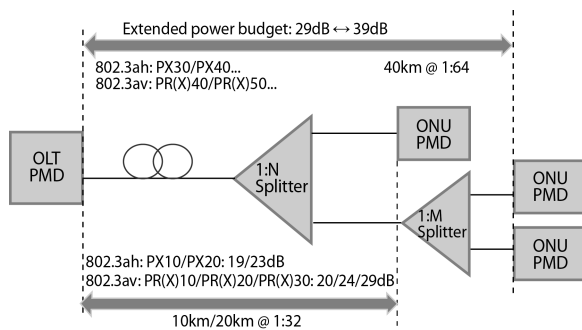 Extended power budget: 29dB ↔ 39dB
802.3ah: PX30/PX40...
802.3av: PR(X)40/PR(X)50...
40km @ 1:64
OLT
PMD
1:N
Splitter
ONU
PMD
1:M
Splitter
ONU
PMD
ONU
PMD
802.3ah: PX10/PX20: 19/23dB
802.3av: PR(X)10/PR(X)20/PR(X)30: 20/24/29dB
10km/20km @ 1:32